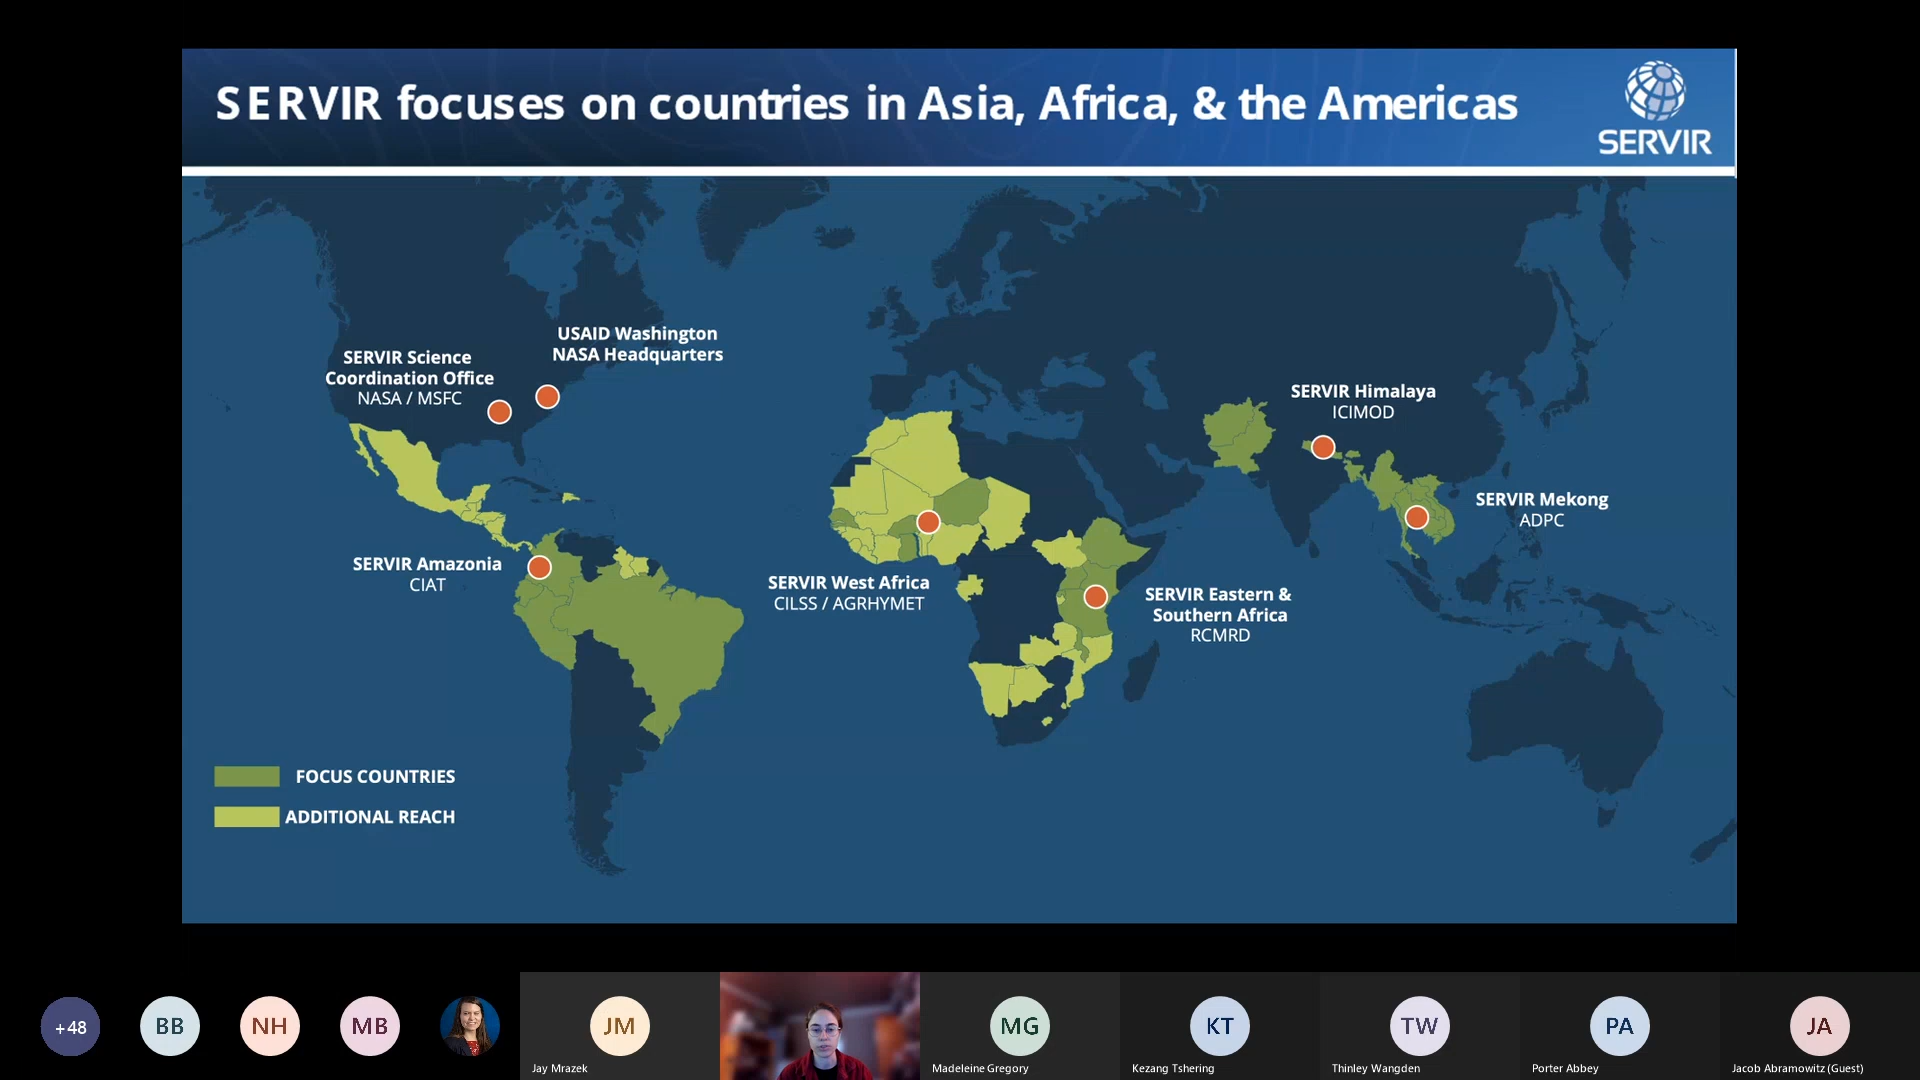 SERVIR focuses on countries in Asia, Africa, & the Americas
SERVIR
USAID Washington
NASA Headquarters
SERVIR Science
Coordination Office
NASA / MSFC
SERVIR Himalaya
ICIMOD
SERVIR Mekong
ADPC
SERVIR Amazonia
CIAT
SERVIR West Africa
CILSS / AGRHYMET
SERVIR Eastern &
Southern Africa
RCMRD
FOCUS COUNTRIES
ADDITIONAL REACH
+48
BB
NH
MB
JM
Jay Mrazek
MG
Madeleine Gregory
KT
Kezang Tshering
TW
Thinley Wangden
PA
Porter Abbey
JA
Jacob Abramowitz (Guest)